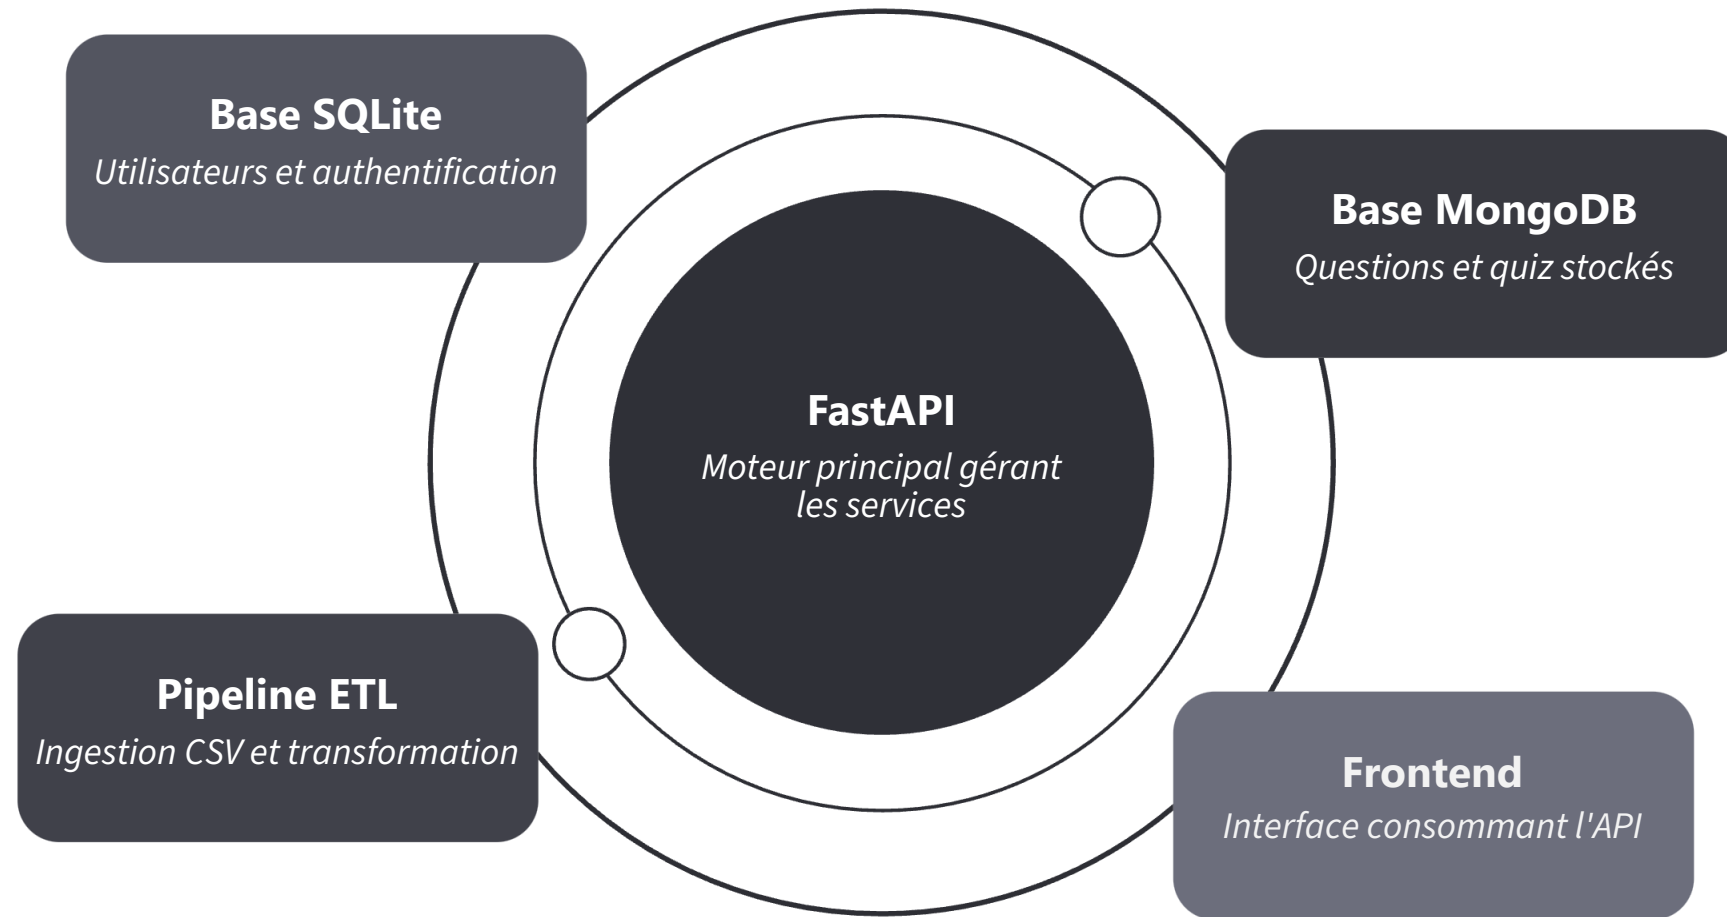 Base SQLite
Utilisateurs et authentification
Base MongoDB
Questions et quiz stockés
FastAPI
Moteur principal gérant
les services
Pipeline ETL
Ingestion CSV et transformation
Frontend
Interface consommant l'API